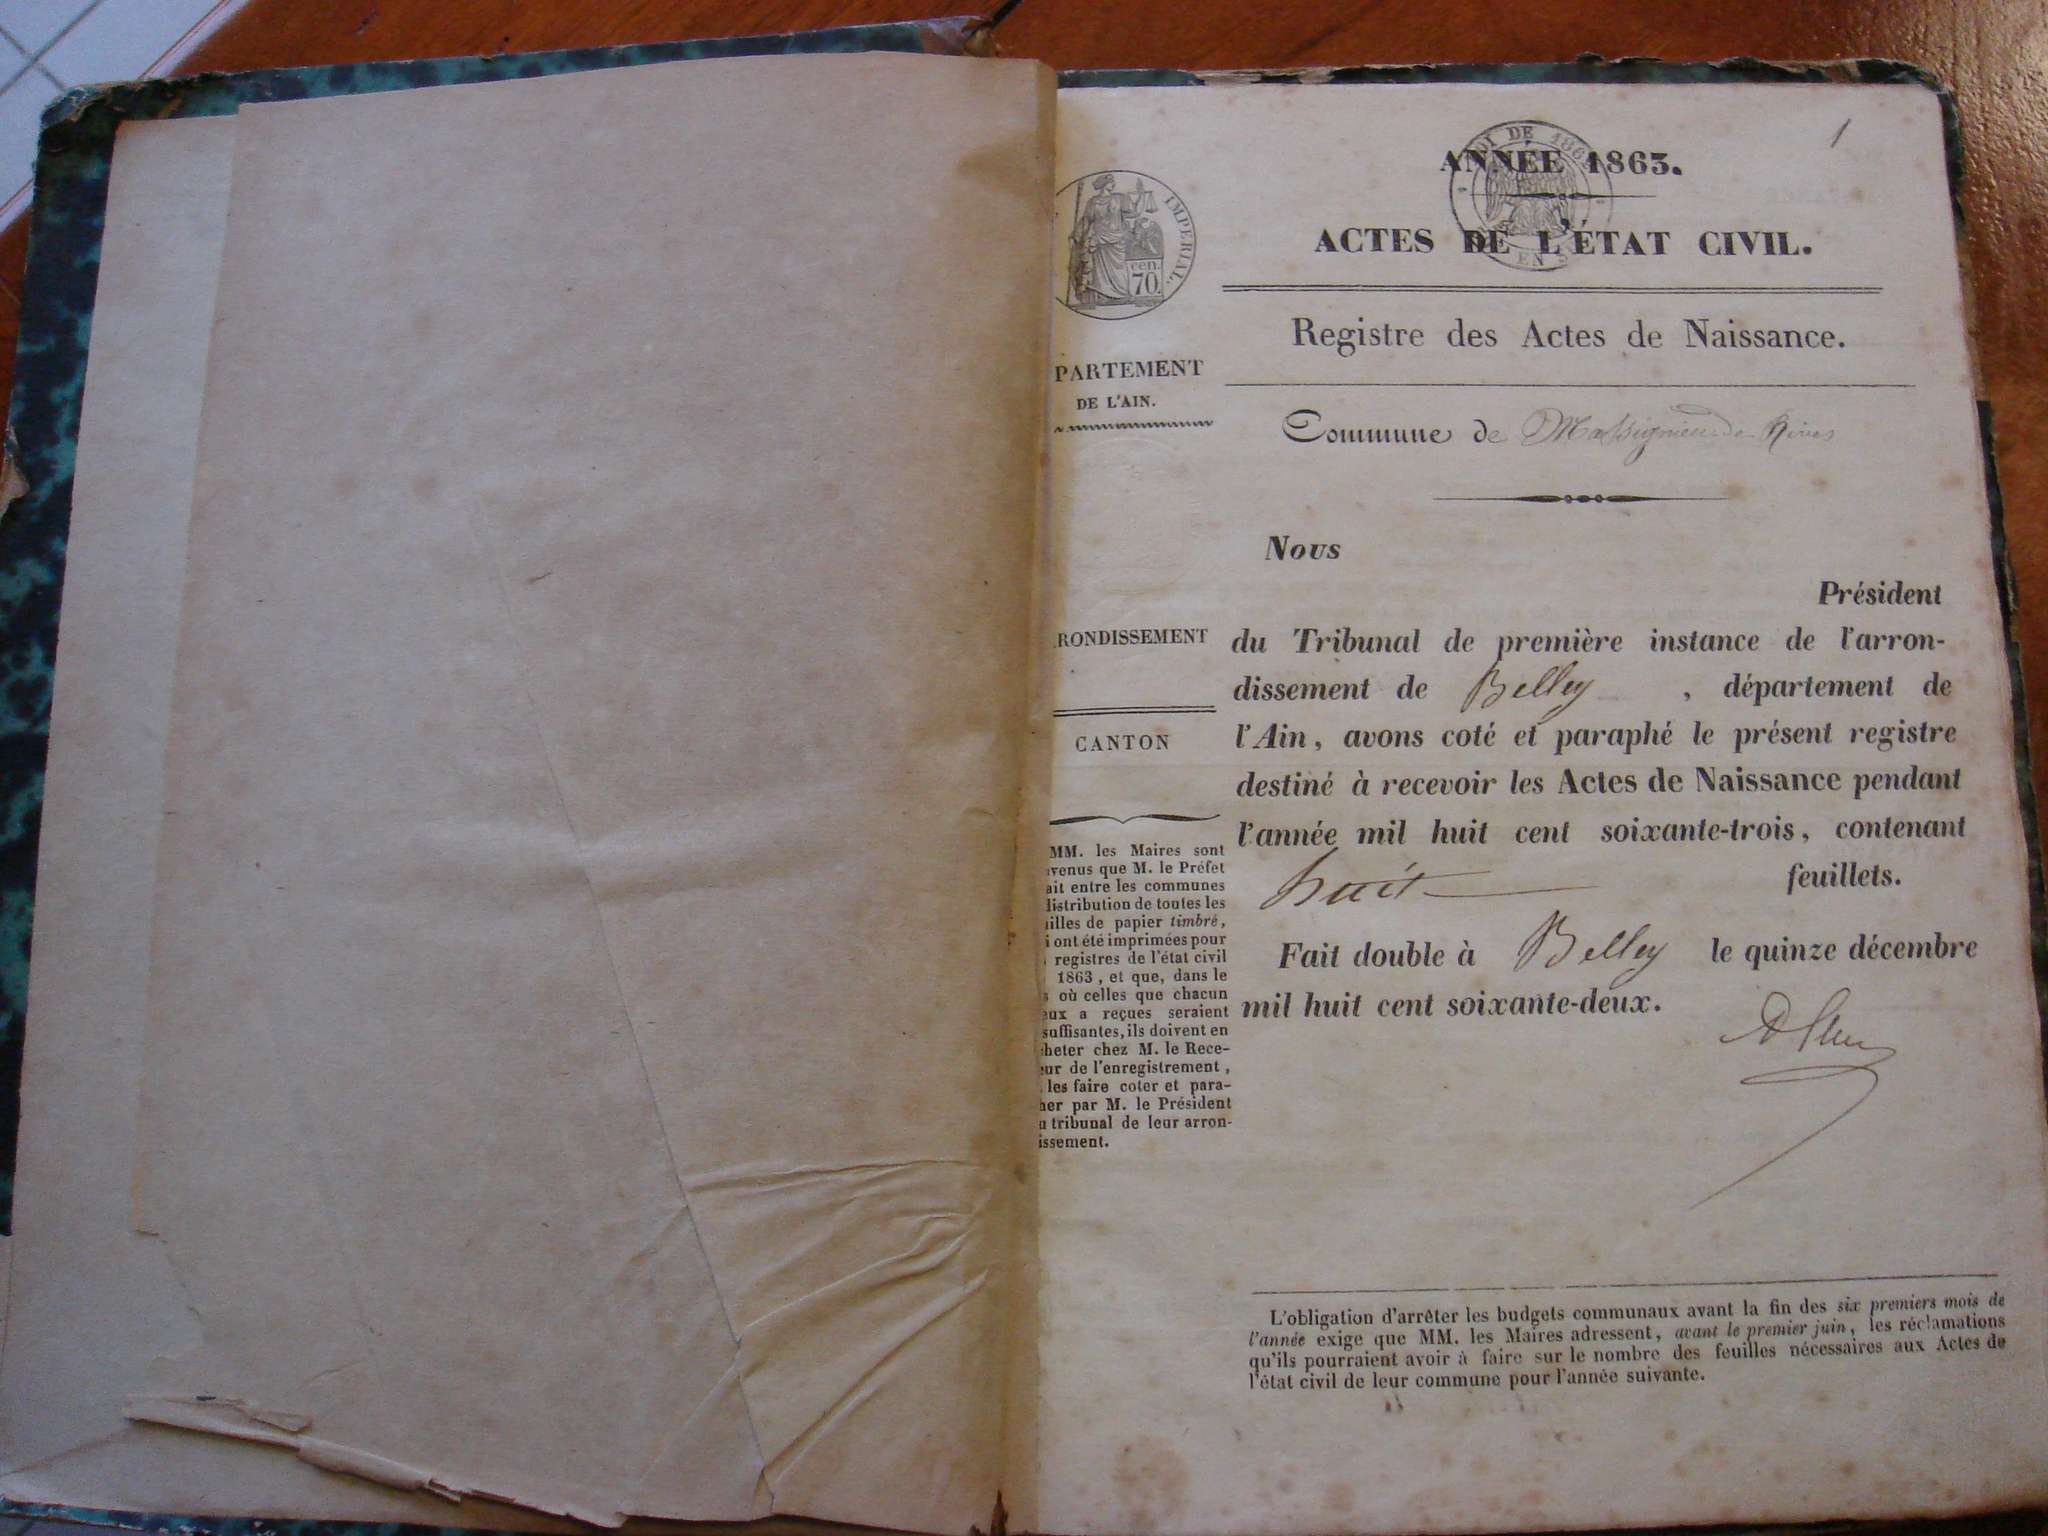 1
LOI DE 1862
ANNÉE 1863.
ACTES DE L'ÉTAT CIVIL.
Registre des Actes de Naissance.
Commune de Massignieu de Rives
Nous
Président
du Tribunal de première instance de l'arron-
dissement de Belley , département de
l'Ain, avons coté et paraphé le présent registre
destiné à recevoir les Actes de Naissance pendant
l'année mil huit cent soixante-trois, contenant
huit feuillets.
Fait double à Belley le quinze décembre
mil huit cent soixante-deux.
L'obligation d'arrêter les budgets communaux avant la fin des six premiers mois de
l'année exige que MM. les Maires adressent, avant le premier juin, les réclamations
qu'ils pourraient avoir à faire sur le nombre des feuilles nécessaires aux Actes de
l'état civil de leur commune pour l'année suivante.
IMPERIAL.
cen.
70.
PARTEMENT
DE L'AIN.
RONDISSEMENT
CANTON
MM. les Maires sont
venus que M. le Préfet
ait entre les communes
distribution de toutes les
illes de papier timbré,
i ont été imprimées pour
registres de l'état civil
1863, et que, dans le
s où celles que chacun
eux a reçues seraient
suffisantes, ils doivent en
heter chez M. le Rece-
ur de l'enregistrement,
les faire coter et para-
her par M. le Président
u tribunal de leur arron-
issement.